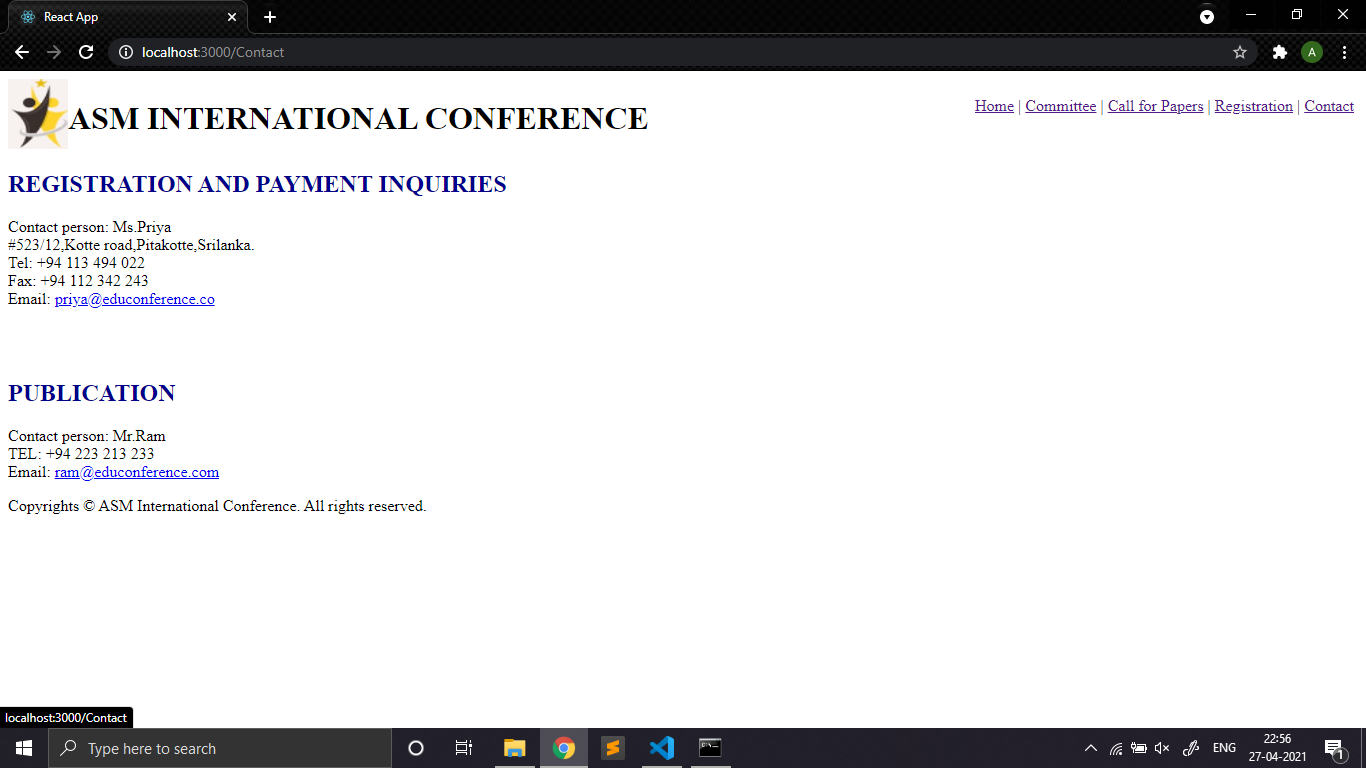 React App
localhost:3000/Contact
A
ASM INTERNATIONAL CONFERENCE
Home | Committee | Call for Papers | Registration | Contact
REGISTRATION AND PAYMENT INQUIRIES
Contact person: Ms.Priya
#523/12,Kotte road,Pitakotte,Srilanka.
Tel: +94 113 494 022
Fax: +94 112 342 243
Email: priya@educonference.co
PUBLICATION
Contact person: Mr.Ram
TEL: +94 223 213 233
Email: ram@educonference.com
Copyrights © ASM International Conference. All rights reserved.
localhost:3000/Contact
Type here to search
ENG
22:56
27-04-2021
1